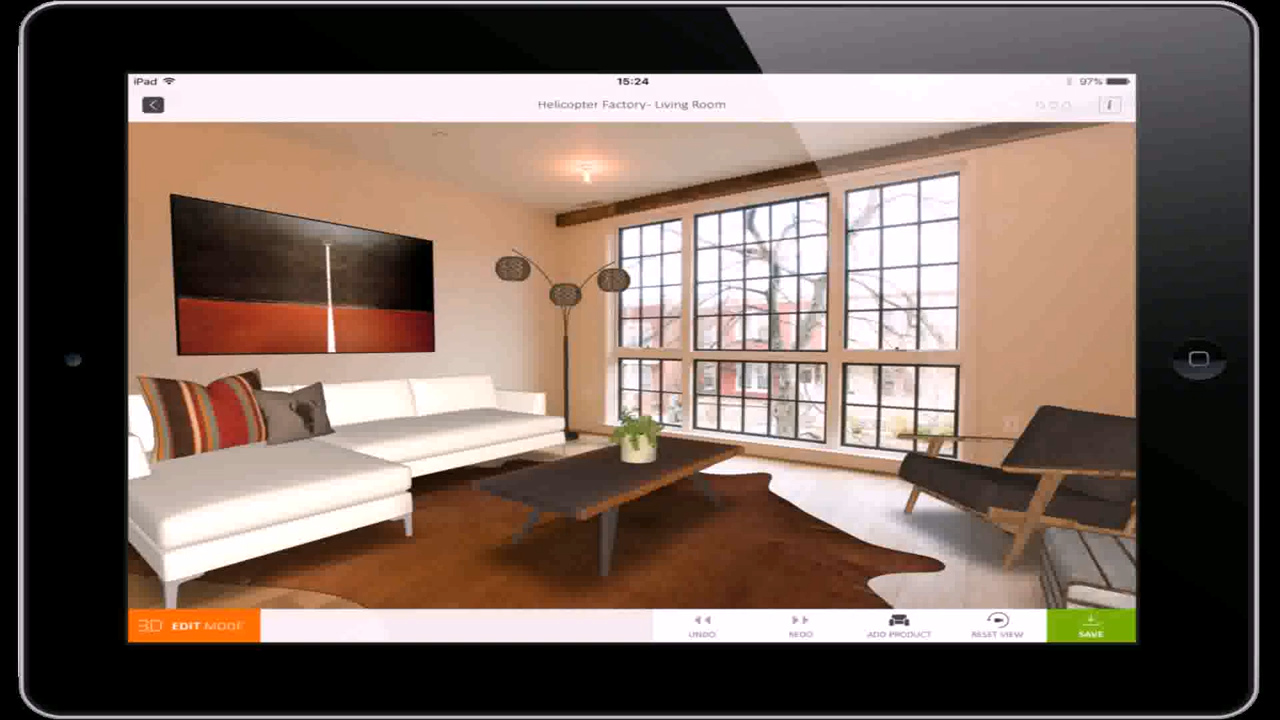 iPad 15:24 97%
Helicopter Factory- Living Room
3D EDIT MODE
UNDO REDO ADD PRODUCT RESET VIEW SAVE